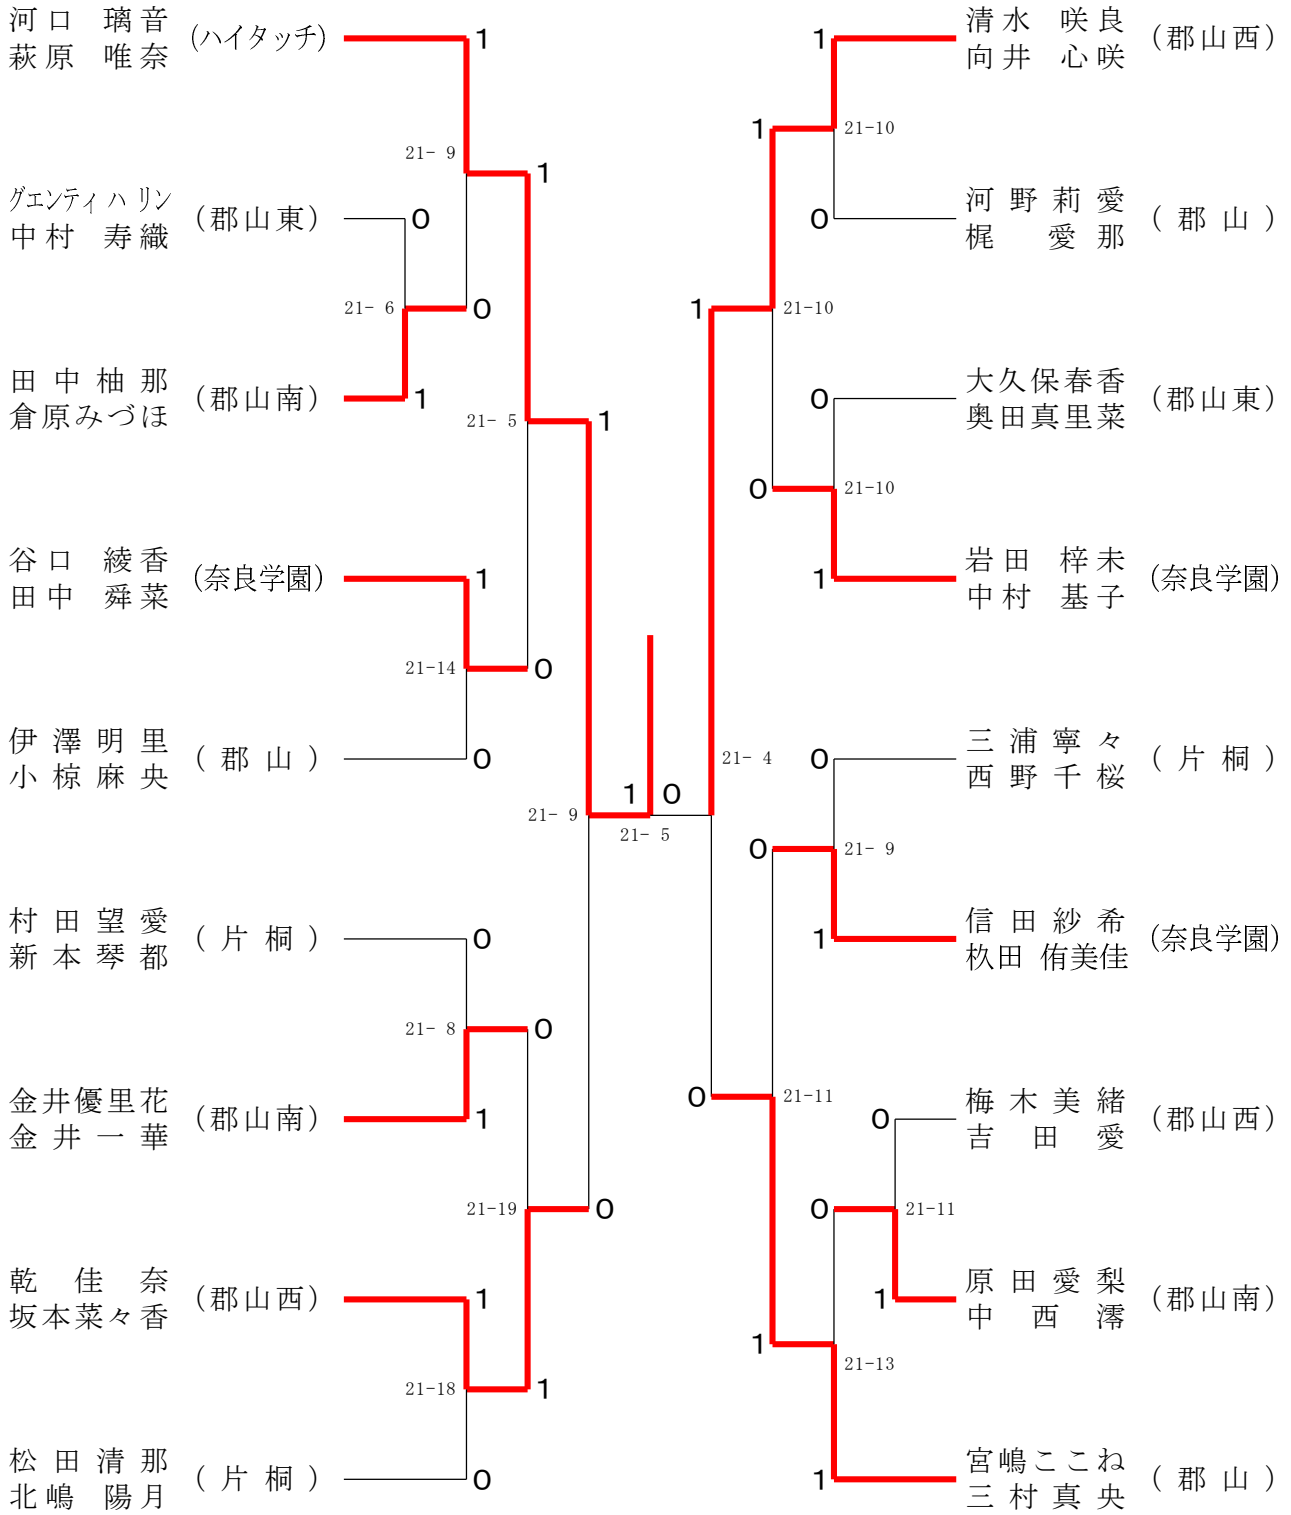 河口 璃音
萩原 唯奈
(ハイタッチ)
1
21- 9
1
グエンティ ハ リン
中村 寿織
(郡山東)
0
21- 6
0
田中柚那
倉原みづほ
(郡山南)
1
21- 5
1
谷口 綾香
田中 舜菜
(奈良学園)
1
21-14
0
伊澤明里
小椋麻央
(郡山)
0
21- 9
1
0
21- 5
村田望愛
新本琴都
(片桐)
0
21- 8
0
金井優里花
金井一華
(郡山南)
1
21-19
0
乾佳奈
坂本菜々香
(郡山西)
1
21-18
1
松田清那
北嶋 陽月
(片桐)
0
1
清水 咲良
向井 心咲
(郡山西)
1
21-10
0
河野莉愛
梶 愛那
(郡山)
1
21-10
0
大久保春香
奥田真里菜
(郡山東)
0
21-10
1
岩田 梓未
中村 基子
(奈良学園)
21- 4
0
三浦寧々
西野千桜
(片桐)
0
21- 9
1
信田紗希
杦田 侑美佳
(奈良学園)
0
21-11
0
梅木美緒
吉田愛
(郡山西)
0
21-11
1
原田愛梨
中西澪
(郡山南)
1
21-13
1
宮嶋ここね
三村真央
(郡山)